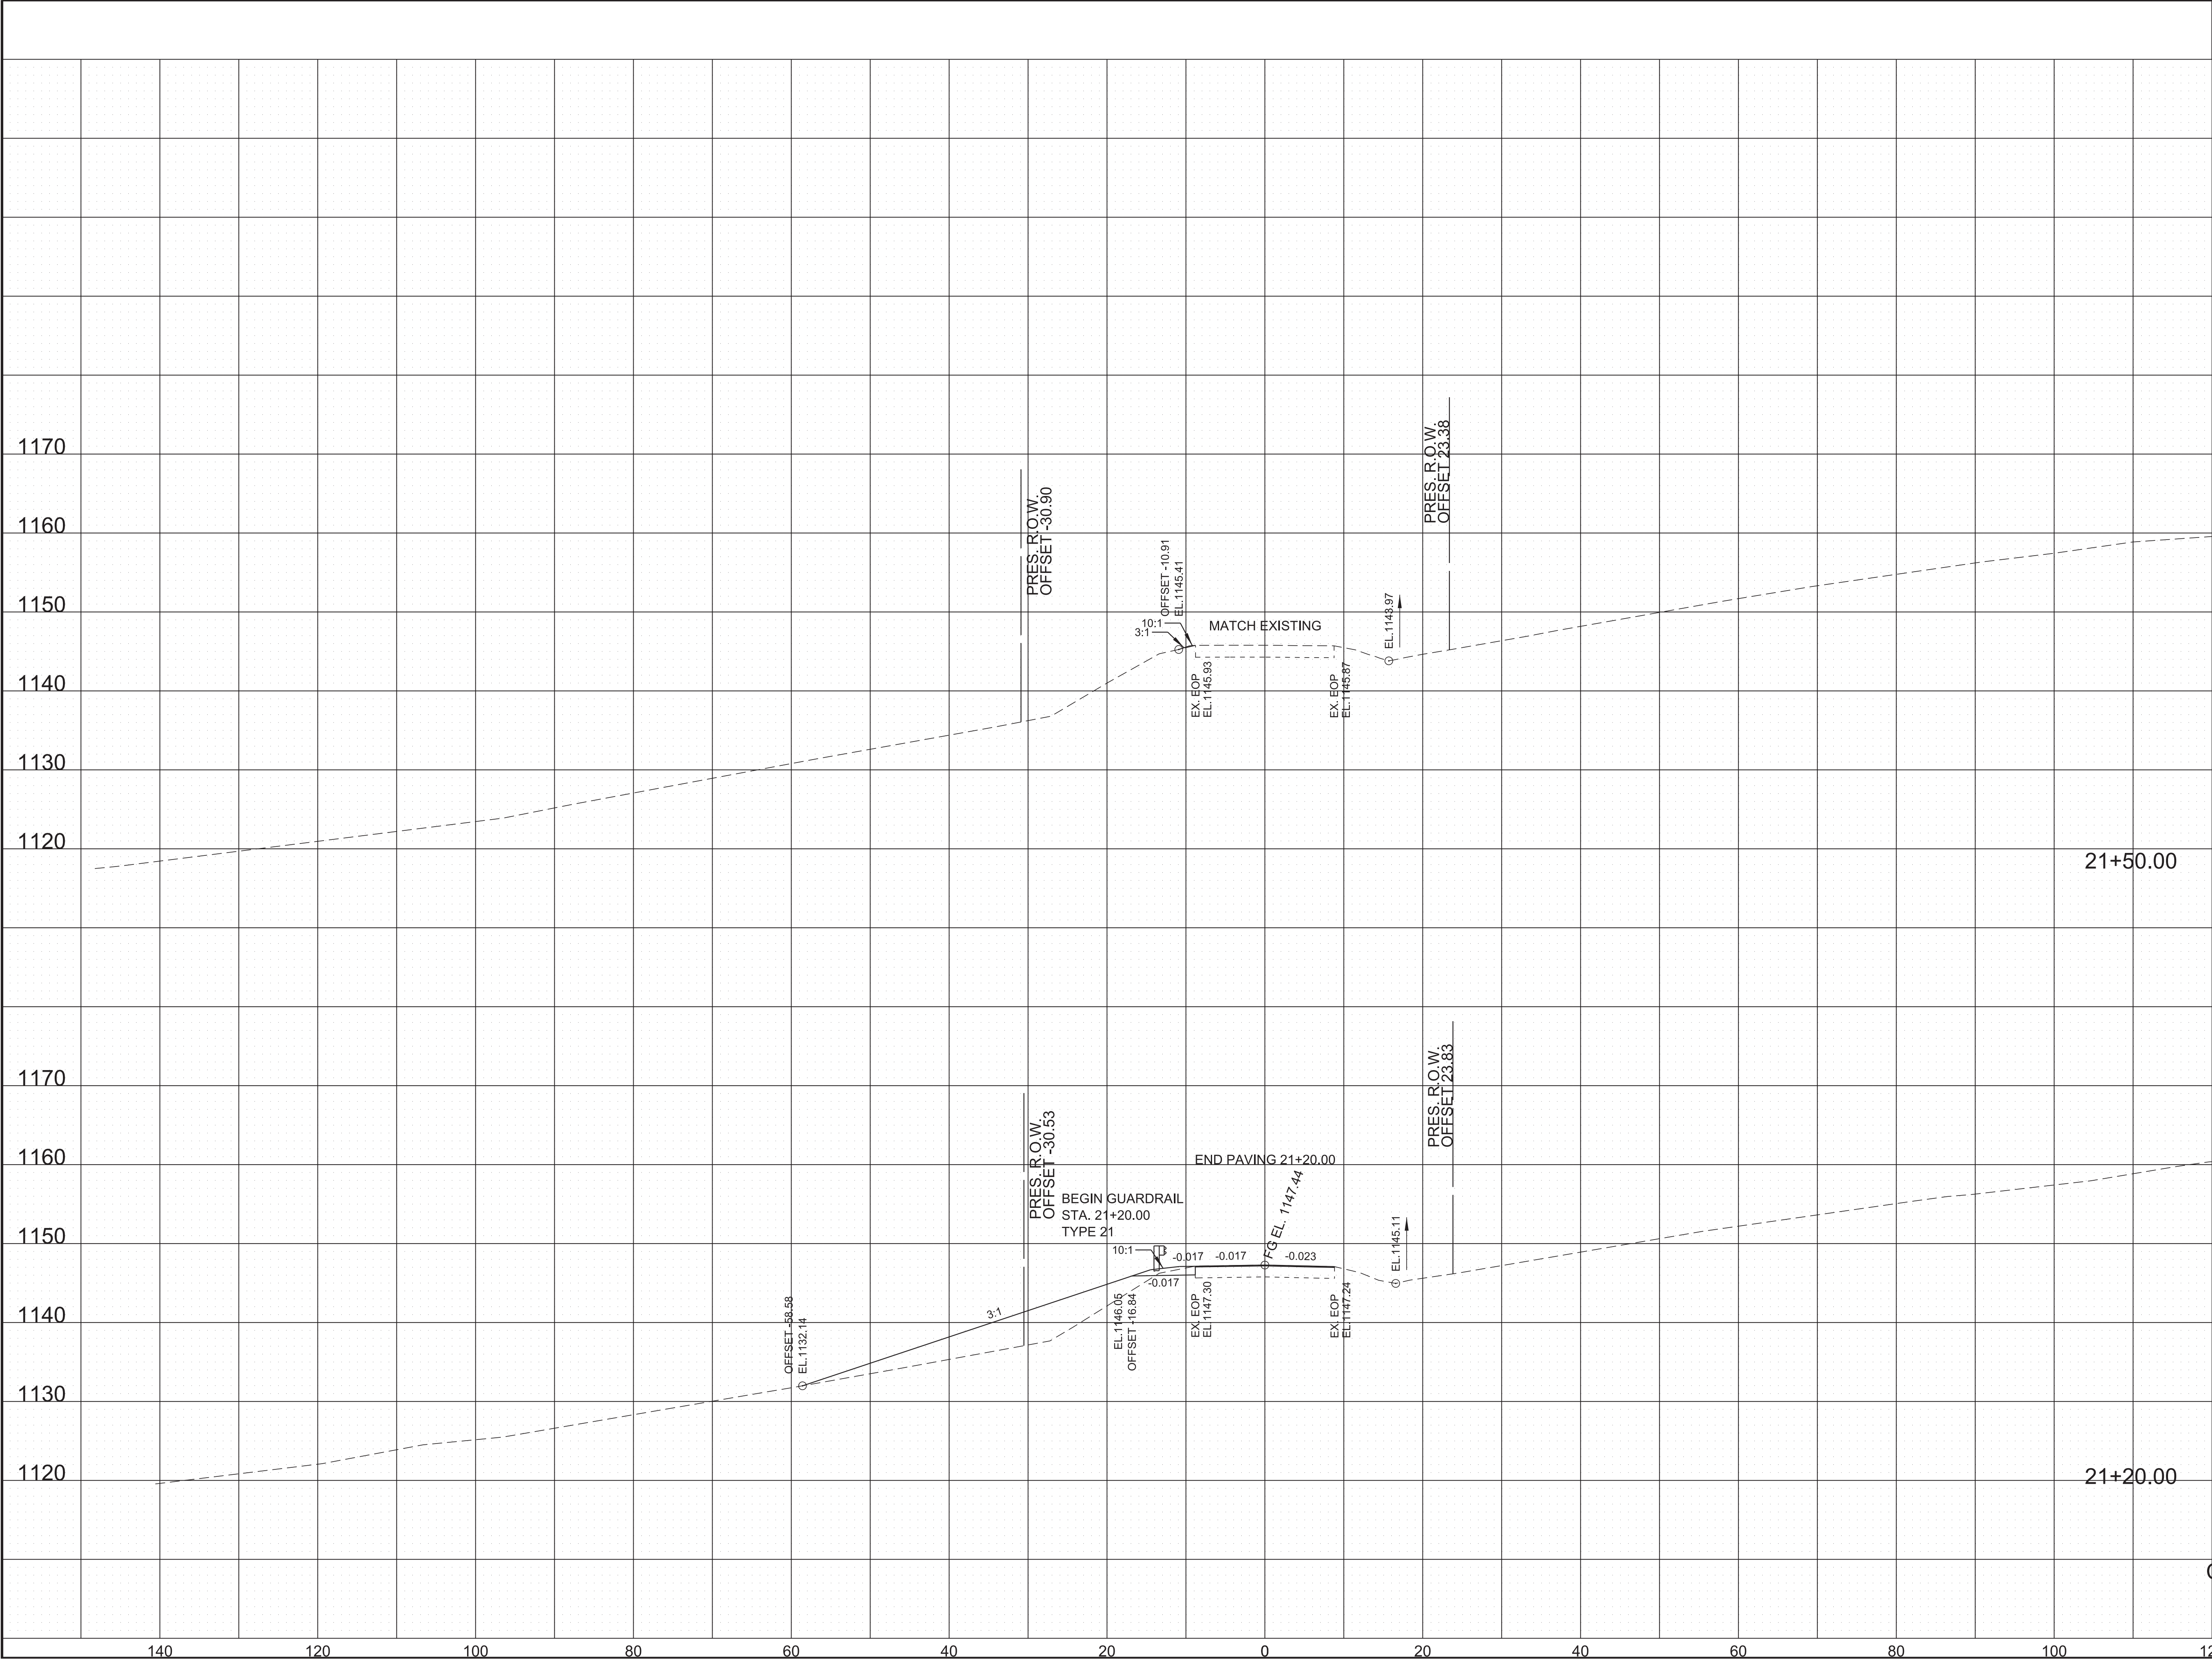 1170
1160
1150
1140
1130
1120
PRES. R.O.W.
OFFSET -30.90
OFFSET -10.91
EL.1145.41
10:1
3:1
MATCH EXISTING
EX. EOP
EL.1145.93
EX. EOP
EL.1145.87
EL.1143.97
PRES. R.O.W.
OFFSET 23.38
21+50.00
1170
1160
1150
1140
1130
1120
PRES. R.O.W.
OFFSET -30.53
BEGIN GUARDRAIL
STA. 21+20.00
TYPE 21
END PAVING 21+20.00
FG EL. 1147.44
10:1
-0.017
-0.017
-0.023
-0.017
3:1
OFFSET -58.58
EL.1132.14
EL.1146.05
OFFSET -16.84
EX. EOP
EL.1147.30
EX. EOP
EL.1147.24
EL.1145.11
PRES. R.O.W.
OFFSET 23.83
21+20.00
140 120 100 80 60 40 20 0 20 40 60 80 100